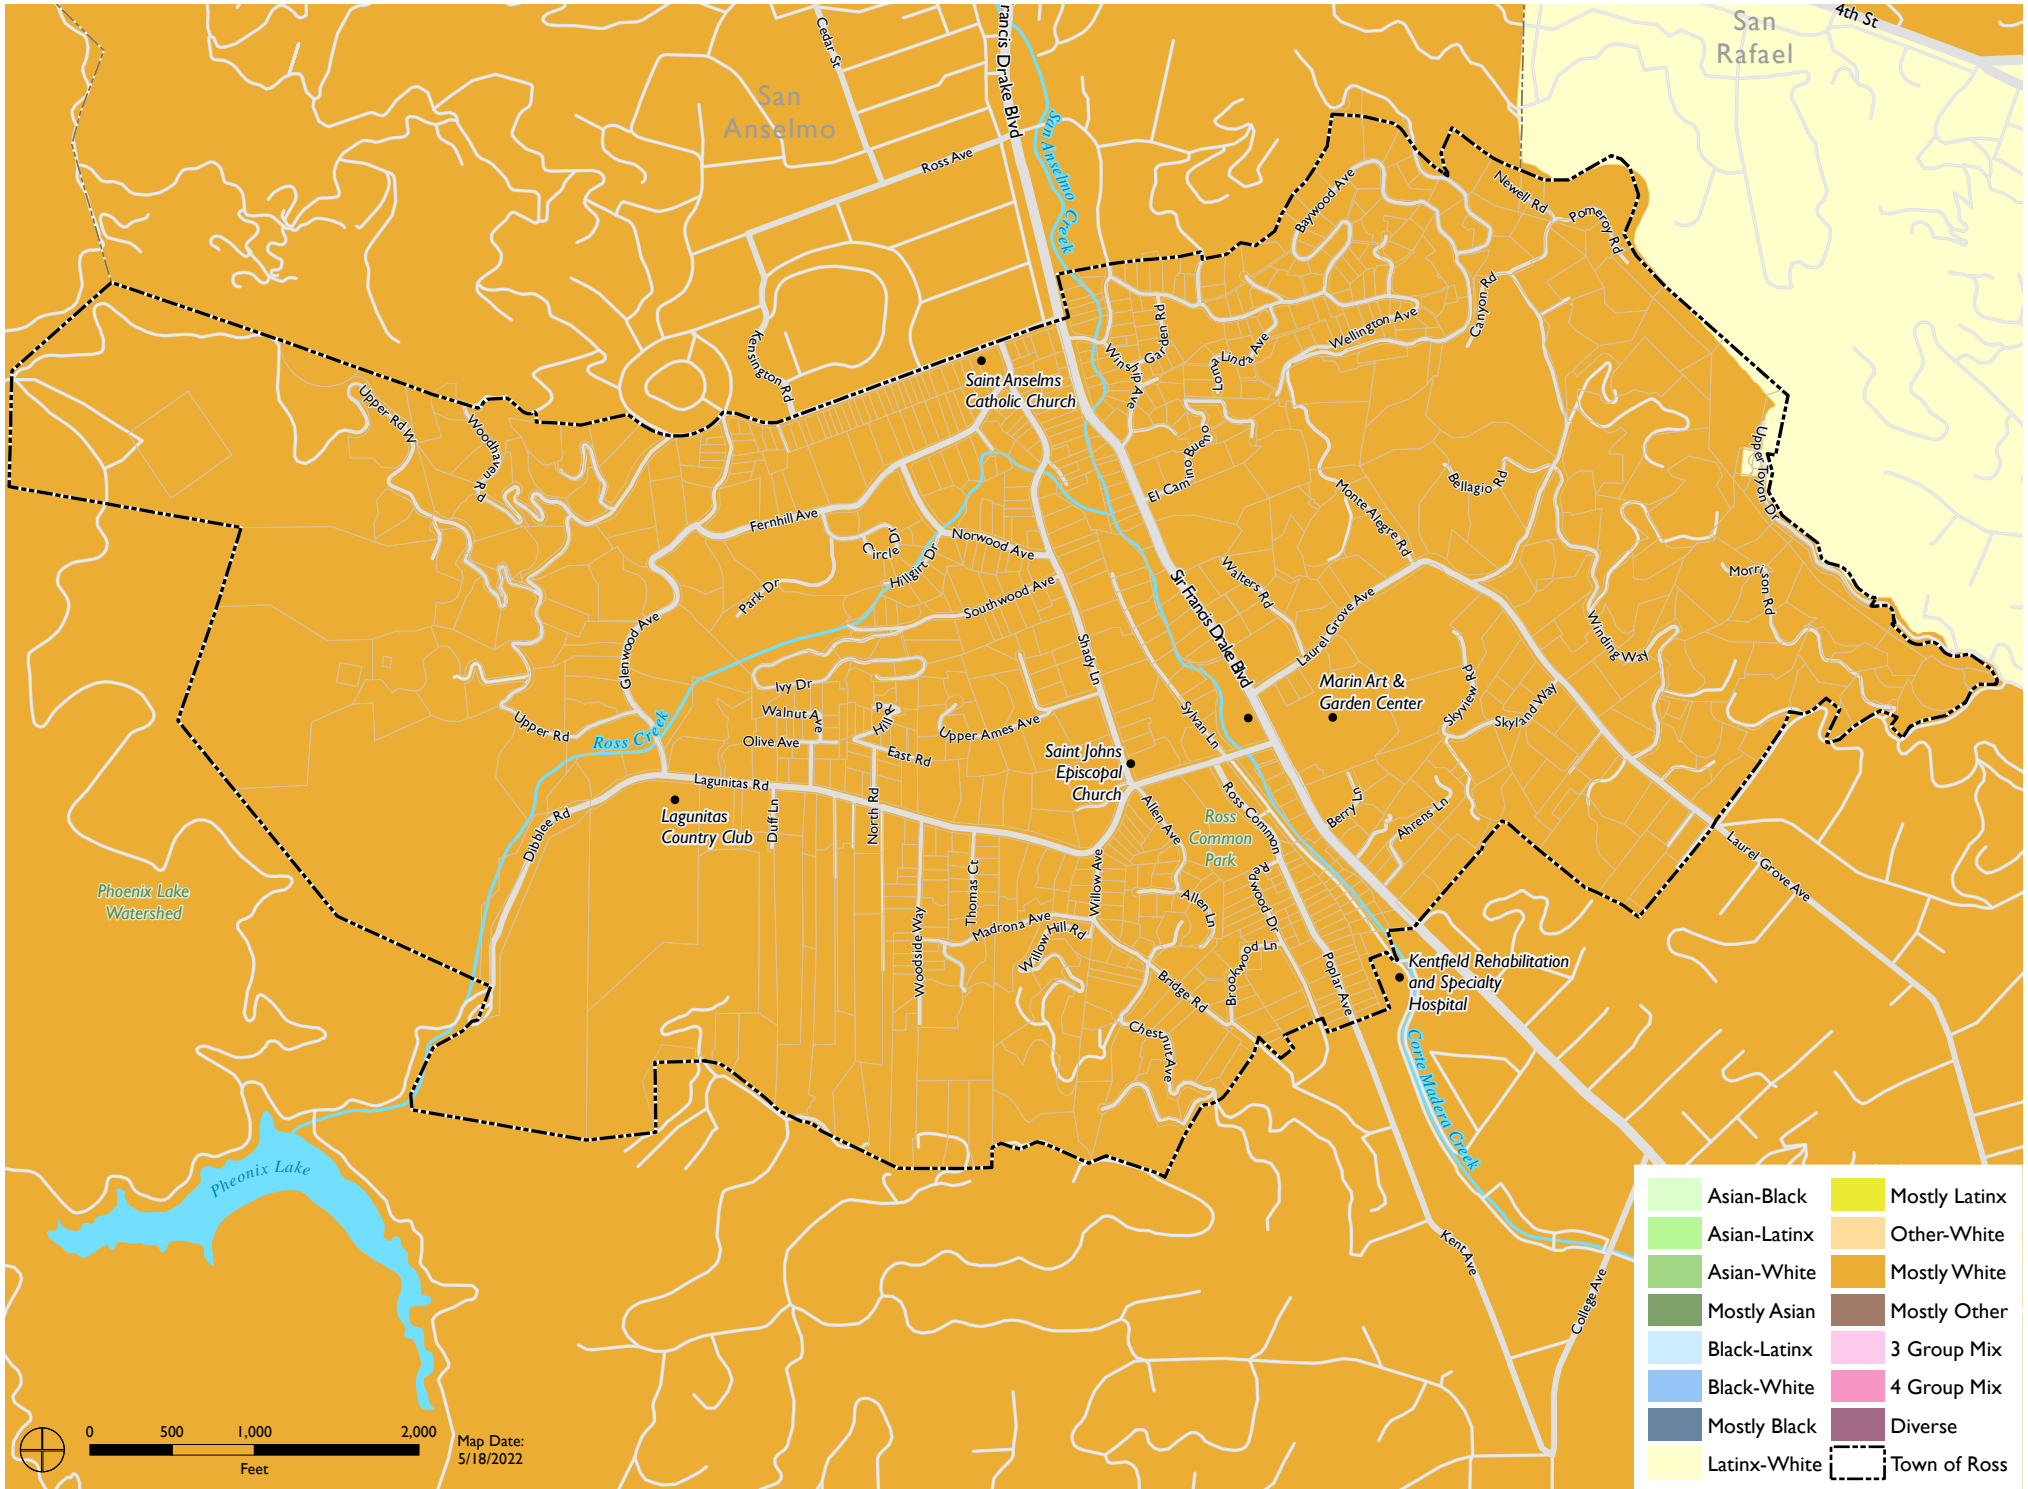 San
Rafael
4th St
Cedar St
rancis Drake Blvd
San
Anselmo
San Anselmo Creek
Ross Ave
Baywood Ave
Newell Rd
Pomeroy Rd
Canyon Rd
Wellington Ave
Garden Rd
Winship Ave
Loma Linda Ave
Kensington Rd
Saint Anselms
Catholic Church
Upper Rd W
Woodhaven Rd
El Camino Bueno
Bellagio Rd
Upper Toyon Dr
Monte Alegre Rd
Fernhill Ave
Circle Dr
Norwood Ave
Hillgirt Dr
Park Dr
Southwood Ave
Sir Francis Drake Blvd
Walters Rd
Laurel Grove Ave
Morrison Rd
Winding Way
Glenwood Ave
Shady Ln
Ivy Dr
Walnut Ave
Hill Rd
Olive Ave
East Rd
Upper Ames Ave
Sylvan Ln
Marin Art &
Garden Center
Skyview Rd
Skyland Way
Upper Rd
Ross Creek
Saint Johns
Episcopal
Church
Lagunitas Rd
Lagunitas
Country Club
Dibblee Rd
Duff Ln
North Rd
Allen Ave
Ross Common
Ross
Common
Park
Berry Ln
Ahrens Ln
Laurel Grove Ave
Phoenix Lake
Watershed
Thomas Ct
Willow Ave
Redwood Dr
Allen Ln
Madrona Ave
Willow Hill Rd
Woodside Way
Brookwood Ln
Bridge Rd
Poplar Ave
Kentfield Rehabilitation
and Specialty
Hospital
Chestnut Ave
Corte Madera Creek
Pheonix Lake
Kent Ave
College Ave
Asian-Black
Asian-Latinx
Asian-White
Mostly Asian
Black-Latinx
Black-White
Mostly Black
Latinx-White
Mostly Latinx
Other-White
Mostly White
Mostly Other
3 Group Mix
4 Group Mix
Diverse
Town of Ross
0 500 1,000 2,000
Feet
Map Date:
5/18/2022